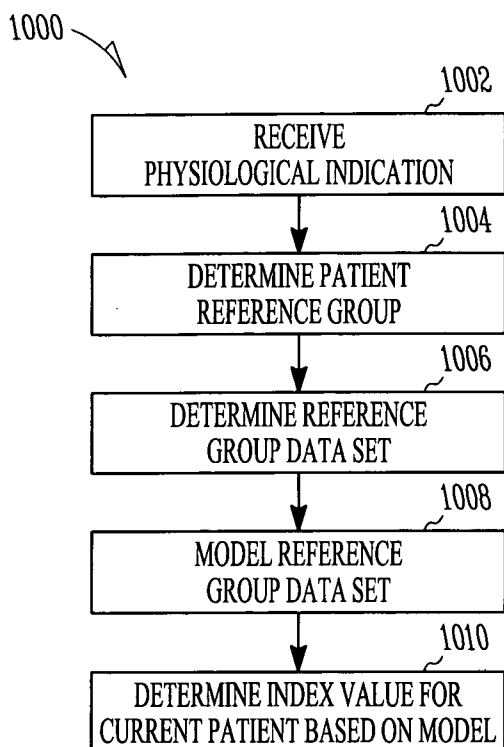 1000
1002
RECEIVE
PHYSIOLOGICAL INDICATION
1004
DETERMINE PATIENT
REFERENCE GROUP
1006
DETERMINE REFERENCE
GROUP DATA SET
1008
MODEL REFERENCE
GROUP DATA SET
1010
DETERMINE INDEX VALUE FOR
CURRENT PATIENT BASED ON MODEL